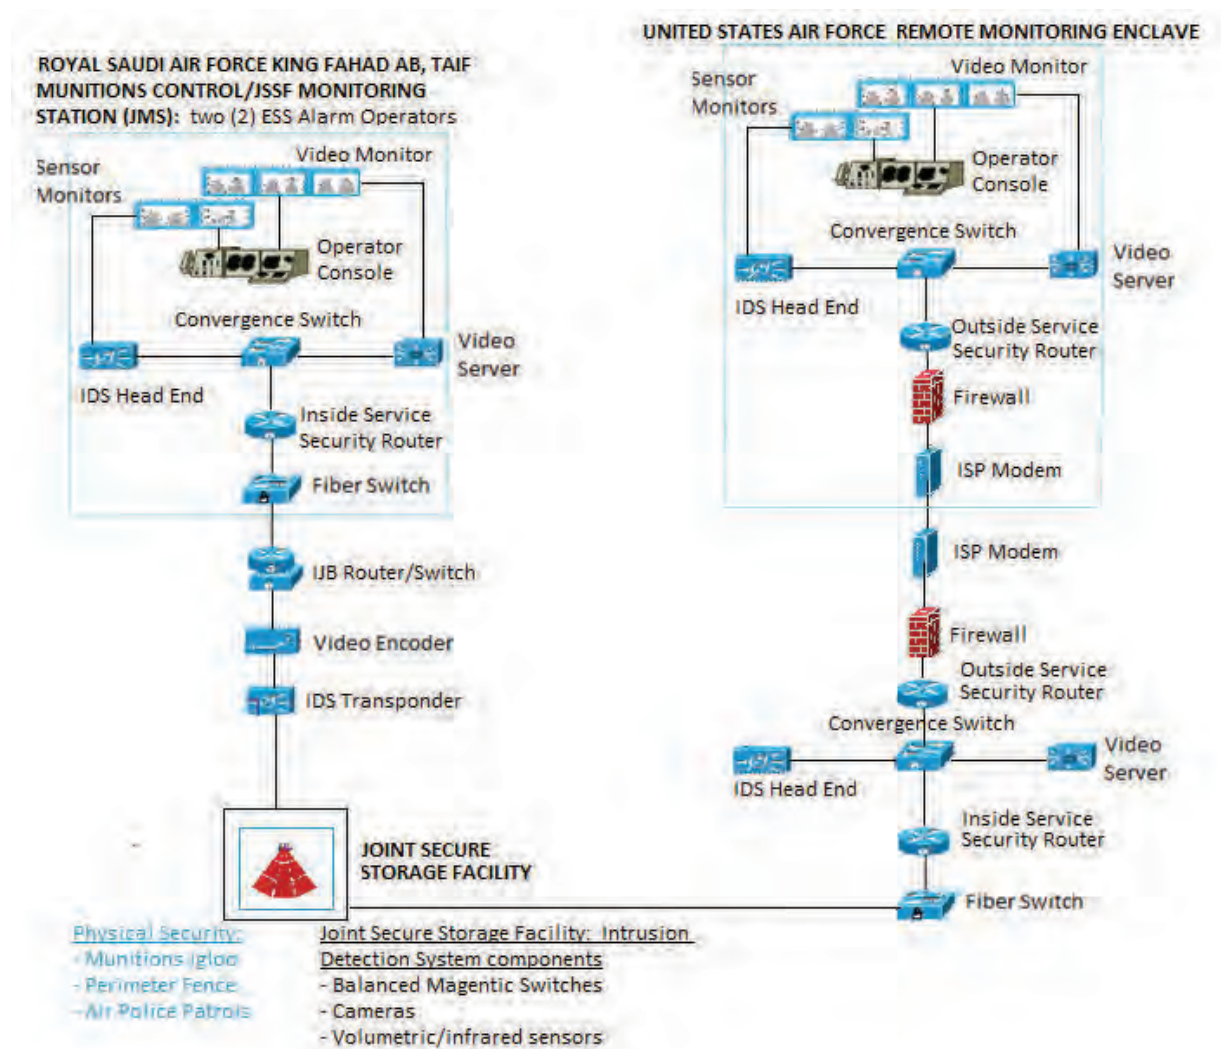 UNITED STATES AIR FORCE  REMOTE MONITORING ENCLAVE
ROYAL SAUDI AIR FORCE KING FAHAD AB, TAIF
MUNITIONS CONTROL/JSSF MONITORING
STATION (JMS):  two (2) ESS Alarm Operators
Sensor
Monitors
Video Monitor
Operator
Console
Convergence Switch
IDS Head End
Video
Server
Inside Service
Security Router
Fiber Switch
IJB Router/Switch
Video Encoder
IDS Transponder
JOINT SECURE
STORAGE FACILITY
Sensor
Monitors
Video Monitor
Operator
Console
Convergence Switch
IDS Head End
Video
Server
Outside Service
Security Router
Firewall
ISP Modem
ISP Modem
Firewall
Outside Service
Security Router
Convergence Switch
IDS Head End
Video
Server
Inside Service
Security Router
Fiber Switch
Physical Security:
- Munitions Igloo
- Perimeter Fence
- Air Police Patrols
Joint Secure Storage Facility:  Intrusion
Detection System components
- Balanced Magentic Switches
- Cameras
- Volumetric/infrared sensors